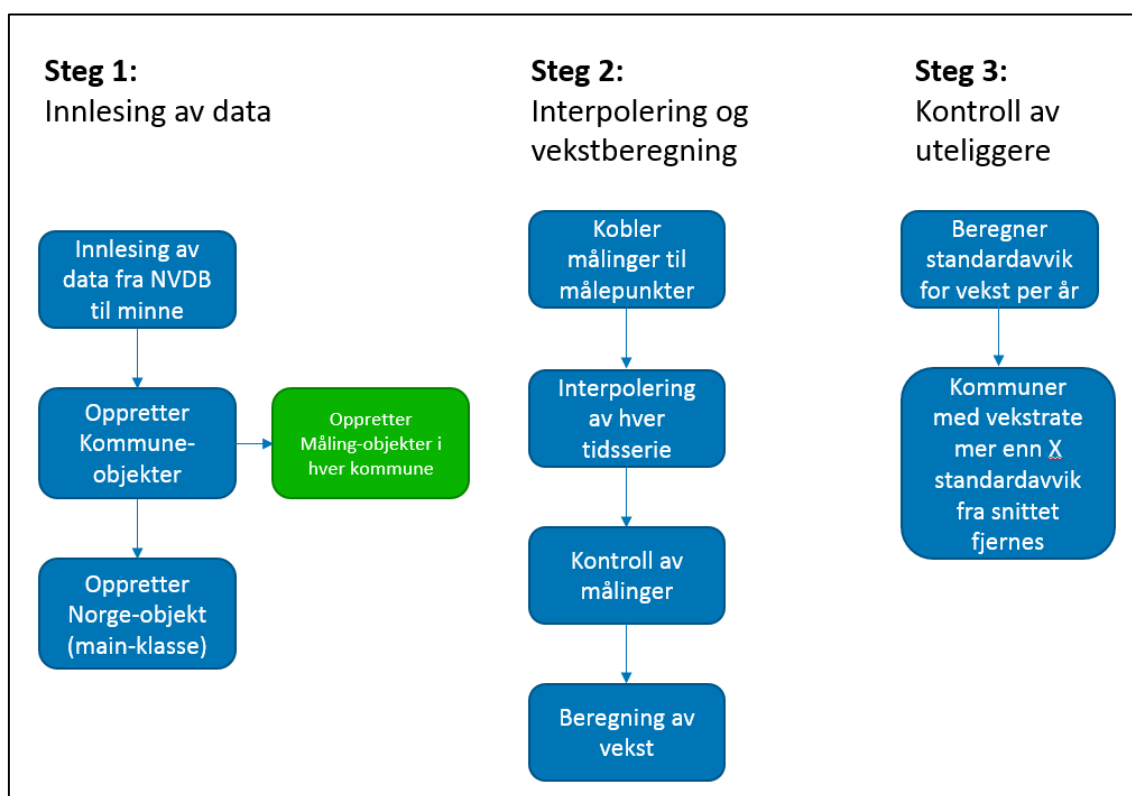 Steg 1:
Innlesing av data
Innlesing av
data fra NVDB
til minne
Oppretter
Kommune-
objekter
Oppretter
Måling-objekter i
hver kommune
Oppretter
Norge-objekt
(main-klasse)
Steg 2:
Interpolering og
vekstberegning
Kobler
målinger til
målepunkter
Interpolering
av hver
tidsserie
Kontroll av
målinger
Beregning av
vekst
Steg 3:
Kontroll av
uteliggere
Beregner
standardavvik
for vekst per år
Kommuner
med vekstrate
mer enn X
standardavvik
fra snittet
fjernes